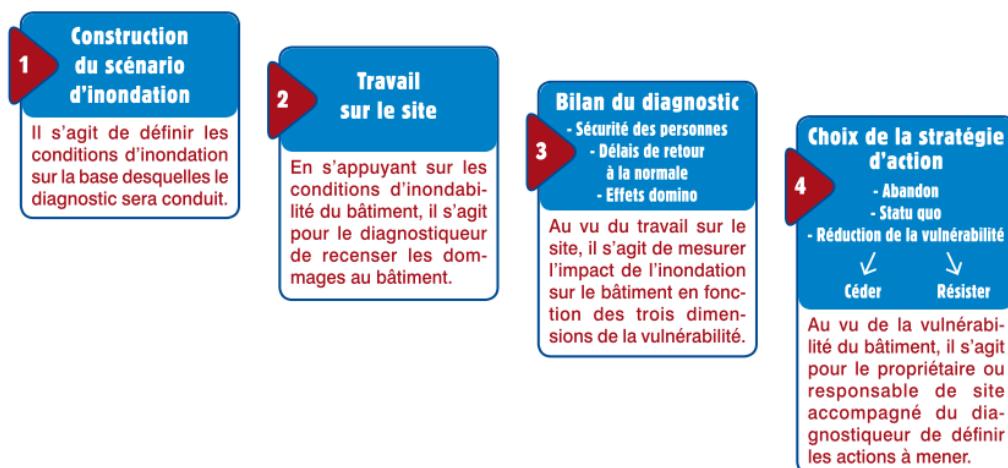 1
Construction
du scénario
d'inondation
Il s'agit de définir les
conditions d'inondation
sur la base desquelles le
diagnostic sera conduit.
2
Travail
sur le site
En s'appuyant sur les
conditions d'inondabi-
lité du bâtiment, il s'agit
pour le diagnostiqueur
de recenser les dom-
mages au bâtiment.
3
Bilan du diagnostic
- Sécurité des personnes
- Délais de retour
à la normale
- Effets domino
Au vu du travail sur le
site, il s'agit de mesurer
l'impact de l'inondation
sur le bâtiment en fonc-
tion des trois dimen-
sions de la vulnérabilité.
4
Choix de la stratégie
d'action
- Abandon
- Statu quo
- Réduction de la vulnérabilité
Céder Résister
Au vu de la vulnérabi-
lité du bâtiment, il s'agit
pour le propriétaire ou
responsable de site
accompagné du dia-
gnostiqueur de définir
les actions à mener.